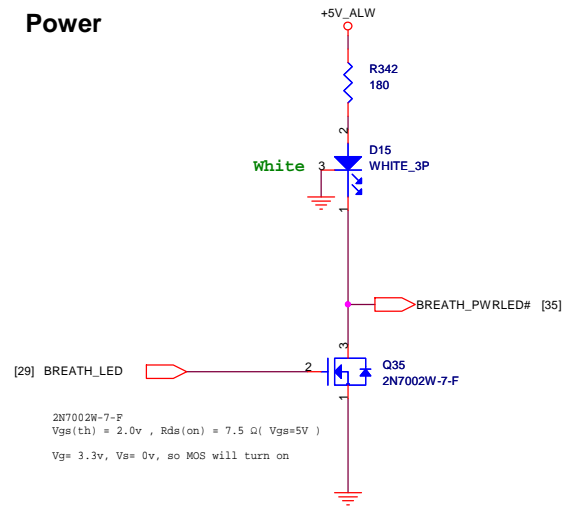 Power
+5V_ALW
R342
180
2
D15
White 3 WHITE_3P
1
BREATH_PWRLED# [35]
3
[29] BREATH_LED 2 Q35
2N7002W-7-F
1
2N7002W-7-F
Vgs(th) = 2.0v , Rds(on) = 7.5 Ω( Vgs=5V )
Vg= 3.3v, Vs= 0v, so MOS will turn on